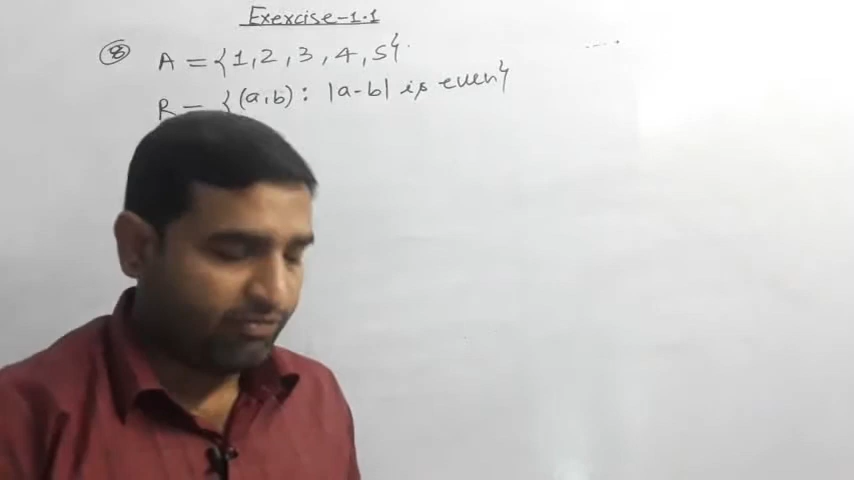 Exercise-1.1
⑧ A = {1, 2, 3, 4, 5}.
R = {(a, b) : |a-b| is even}